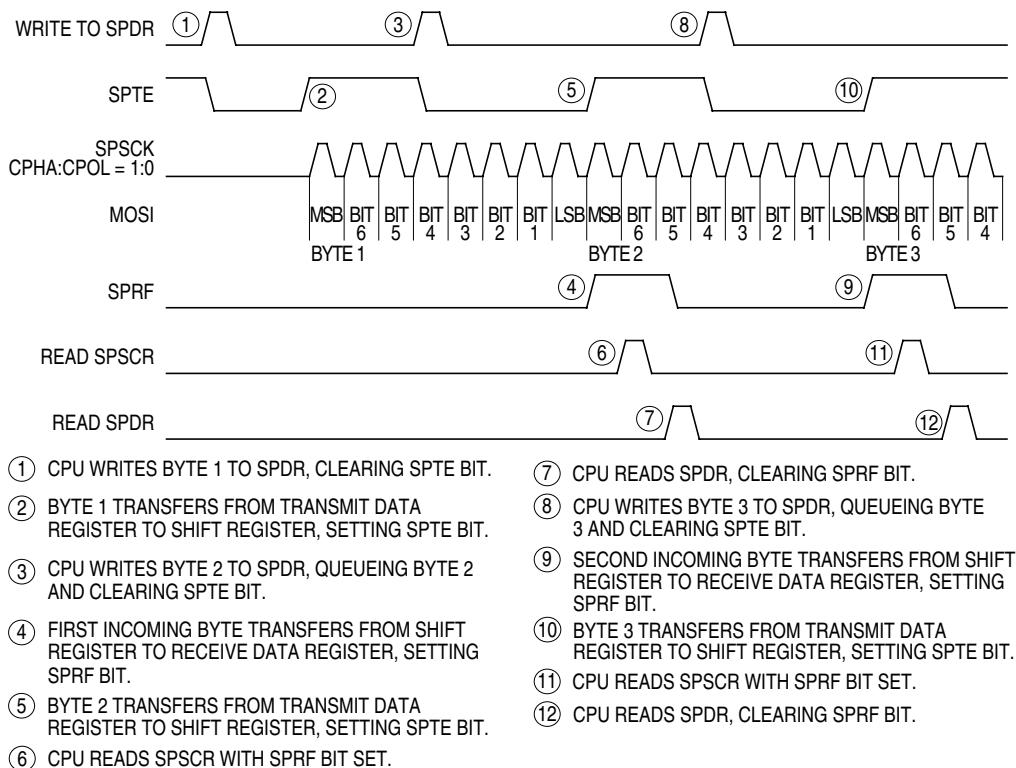 WRITE TO SPDR
1
3
8
SPTE
2
5
10
SPSCK
CPHA:CPOL = 1:0
MOSI
MSB BIT 6 BIT 5 BIT 4 BIT 3 BIT 2 BIT 1 LSB MSB BIT 6 BIT 5 BIT 4 BIT 3 BIT 2 BIT 1 LSB MSB BIT 6 BIT 5 BIT 4
BYTE 1 BYTE 2 BYTE 3
SPRF
4
9
READ SPSCR
6
11
READ SPDR
7
12
1 CPU WRITES BYTE 1 TO SPDR, CLEARING SPTE BIT.
2 BYTE 1 TRANSFERS FROM TRANSMIT DATA
REGISTER TO SHIFT REGISTER, SETTING SPTE BIT.
3 CPU WRITES BYTE 2 TO SPDR, QUEUEING BYTE 2
AND CLEARING SPTE BIT.
4 FIRST INCOMING BYTE TRANSFERS FROM SHIFT
REGISTER TO RECEIVE DATA REGISTER, SETTING
SPRF BIT.
5 BYTE 2 TRANSFERS FROM TRANSMIT DATA
REGISTER TO SHIFT REGISTER, SETTING SPTE BIT.
6 CPU READS SPSCR WITH SPRF BIT SET.
7 CPU READS SPDR, CLEARING SPRF BIT.
8 CPU WRITES BYTE 3 TO SPDR, QUEUEING BYTE
3 AND CLEARING SPTE BIT.
9 SECOND INCOMING BYTE TRANSFERS FROM SHIFT
REGISTER TO RECEIVE DATA REGISTER, SETTING
SPRF BIT.
10 BYTE 3 TRANSFERS FROM TRANSMIT DATA
REGISTER TO SHIFT REGISTER, SETTING SPTE BIT.
11 CPU READS SPSCR WITH SPRF BIT SET.
12 CPU READS SPDR, CLEARING SPRF BIT.